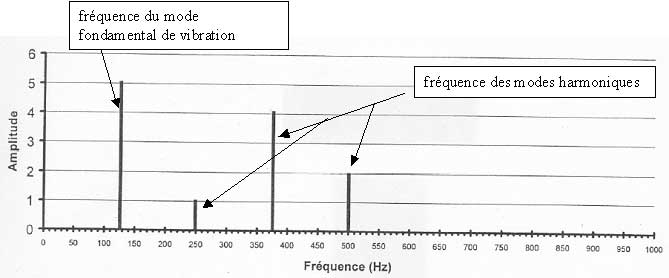 fréquence du mode
fondamental de vibration
fréquence des modes harmoniques
6
5
4
3
2
1
0
Amplitude
0 50 100 150 200 250 300 350 400 450 500 550 600 650 700 750 800 850 900 950 1000
Fréquence (Hz)